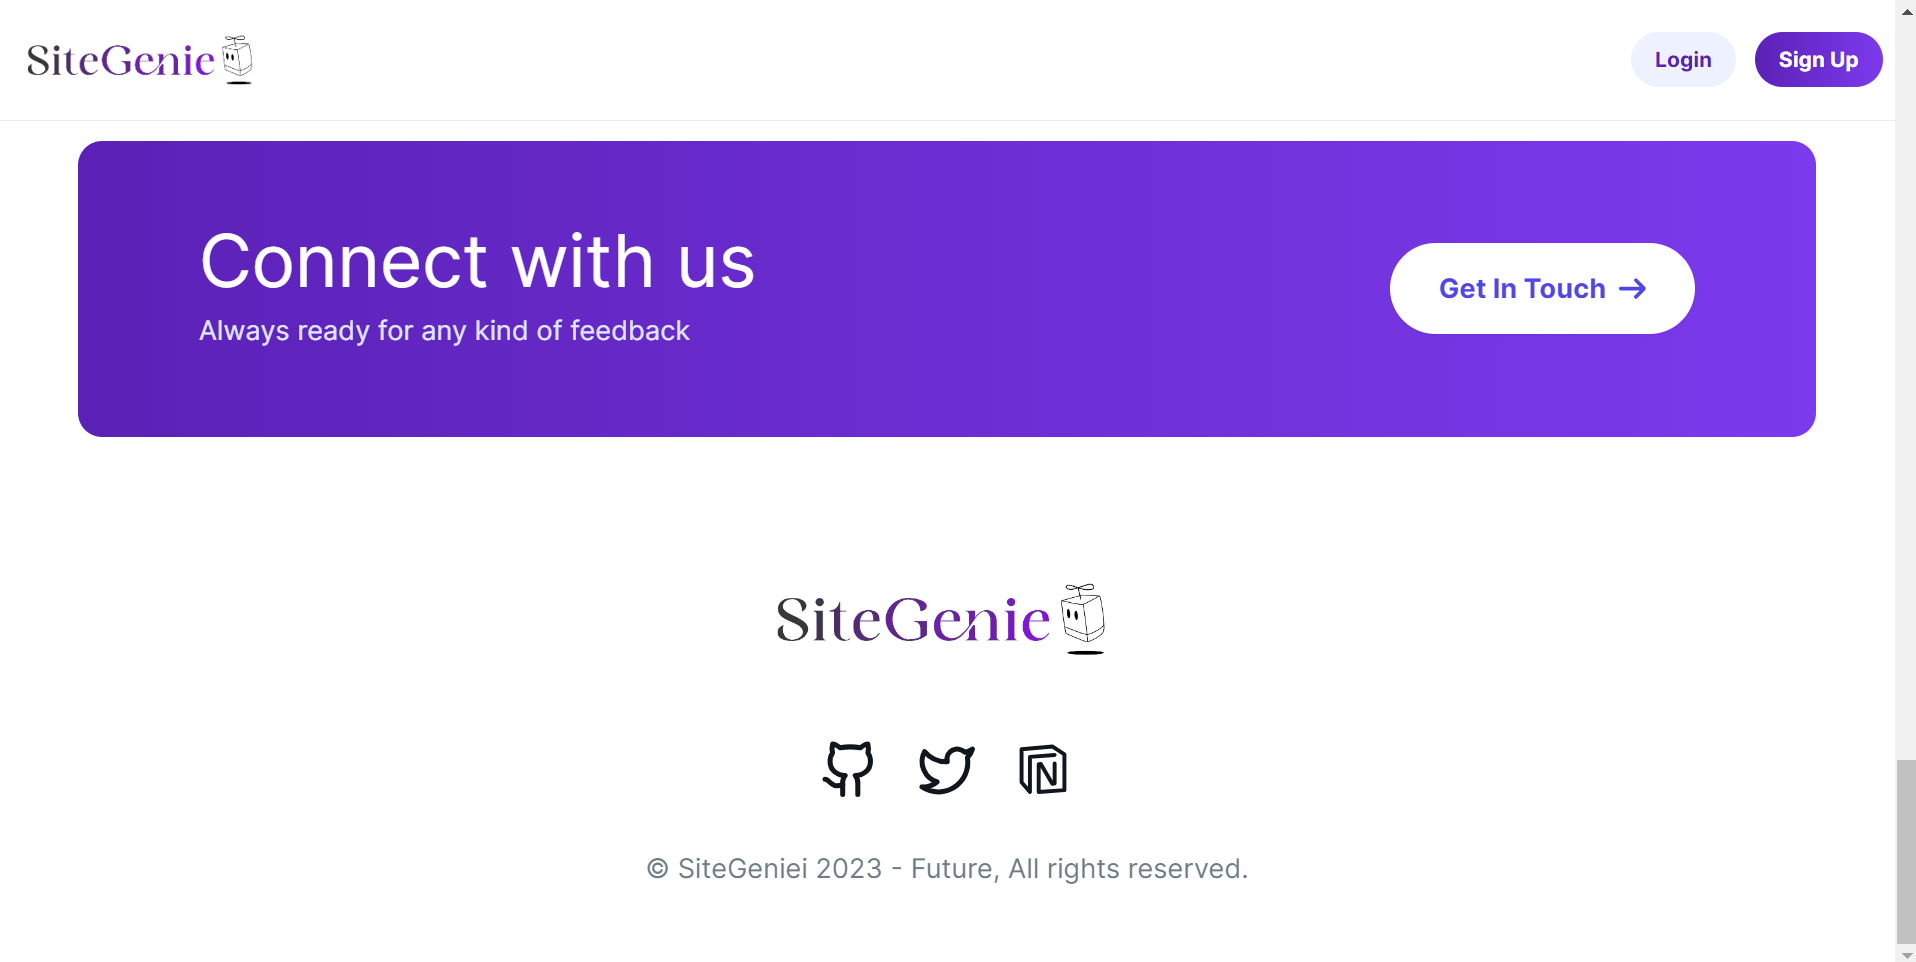 SiteGenie
Login
Sign Up
Connect with us
Always ready for any kind of feedback
Get In Touch →
SiteGenie
N
© SiteGeniei 2023 - Future, All rights reserved.